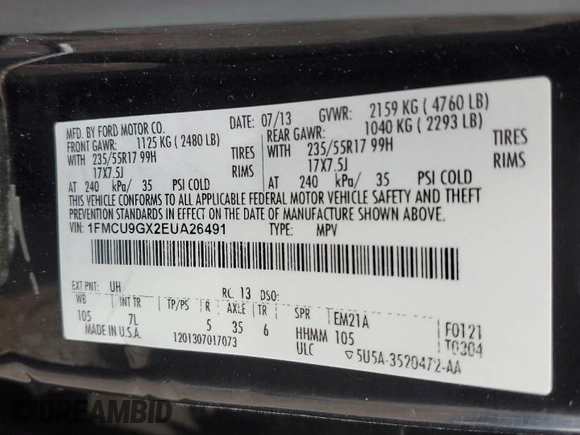 MFD. BY FORD MOTOR CO.
DATE: 07/13 GVWR: 2159 KG ( 4760 LB)
FRONT GAWR: 1125 KG ( 2480 LB)
REAR GAWR: 1040 KG ( 2293 LB)
WITH 235/55R17 99H TIRES
WITH 235/55R17 99H TIRES
17X7.5J RIMS
17X7.5J RIMS
AT 240 kPa/ 35 PSI COLD
AT 240 kPa/ 35 PSI COLD
THIS VEHICLE CONFORMS TO ALL APPLICABLE FEDERAL MOTOR VEHICLE SAFETY AND THEFT
PREVENTION STANDARDS IN EFFECT ON THE DATE OF MANUFACTURE SHOWN ABOVE.
VIN: 1FMCU9GX2EUA26491 TYPE: MPV
EXT PNT: UH RC: 13 DSO:
WB INT TR TP/PS R AXLE TR SPR EM21A F0121
105 7L 5 35 6 HHMM 105 T0304
MADE IN U.S.A. 1201307017073 ULC 5U5A-3520472-AA
DREAMBID